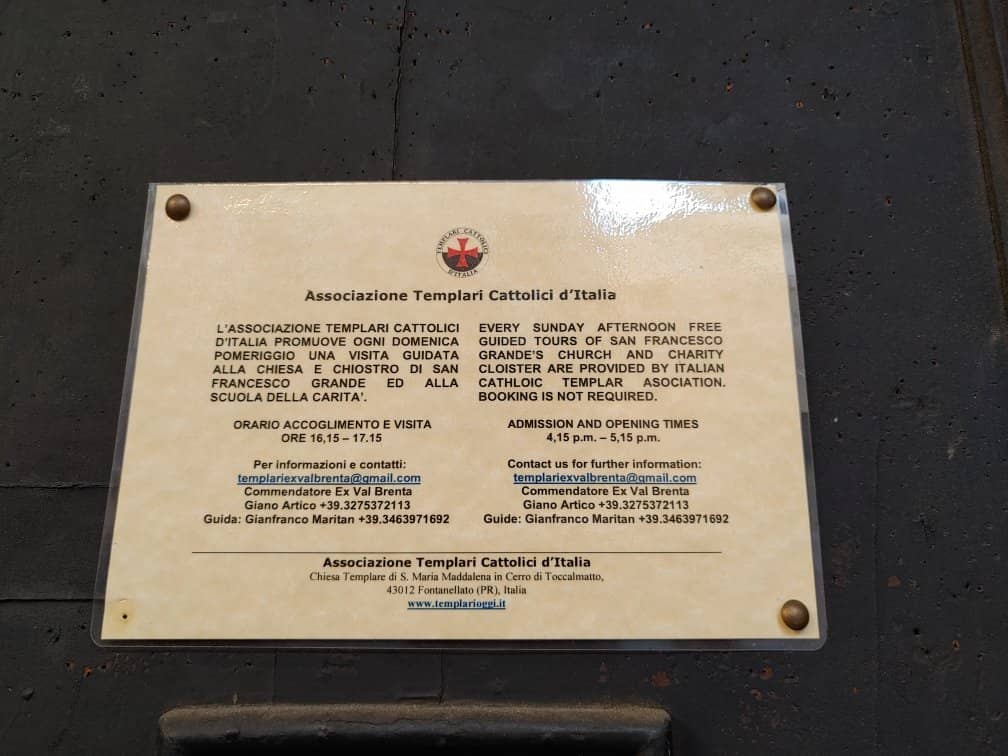 TEMPLARI CATTOLICI
D'ITALIA
Associazione Templari Cattolici d'Italia
L'ASSOCIAZIONE TEMPLARI CATTOLICI
D'ITALIA PROMUOVE OGNI DOMENICA
POMERIGGIO UNA VISITA GUIDATA
ALLA CHIESA E CHIOSTRO DI SAN
FRANCESCO GRANDE ED ALLA
SCUOLA DELLA CARITA'.
ORARIO ACCOGLIMENTO E VISITA
ORE 16,15 – 17.15
Per informazioni e contatti:
templariexvalbrenta@gmail.com
Commendatore Ex Val Brenta
Giano Artico +39.3275372113
Guida: Gianfranco Maritan +39.3463971692
EVERY SUNDAY AFTERNOON FREE
GUIDED TOURS OF SAN FRANCESCO
GRANDE'S CHURCH AND CHARITY
CLOISTER ARE PROVIDED BY ITALIAN
CATHLOIC TEMPLAR ASOCIATION.
BOOKING IS NOT REQUIRED.
ADMISSION AND OPENING TIMES
4,15 p.m. – 5,15 p.m.
Contact us for further information:
templariexvalbrenta@gmail.com
Commendatore Ex Val Brenta
Giano Artico +39.3275372113
Guide: Gianfranco Maritan +39.3463971692
Associazione Templari Cattolici d'Italia
Chiesa Templare di S. Maria Maddalena in Cerro di Toccalmatto,
43012 Fontanellato (PR), Italia
www.templarioggi.it